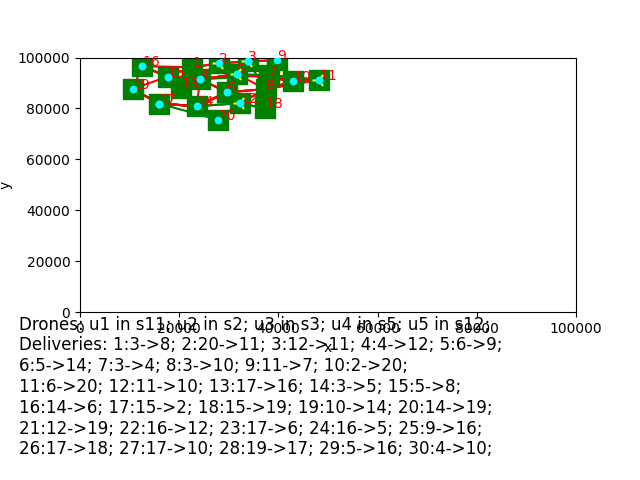 100000
80000
60000
40000
20000
0
y
16
2
3
9
11
18
0 20000 40000 60000 80000 100000
x
Drones: u1 in s11; u2 in s2; u3 in s3; u4 in s5; u5 in s12;
Deliveries: 1:3->8; 2:20->11; 3:12->11; 4:4->12; 5:6->9;
6:5->14; 7:3->4; 8:3->10; 9:11->7; 10:2->20;
11:6->20; 12:11->10; 13:17->16; 14:3->5; 15:5->8;
16:14->6; 17:15->2; 18:15->19; 19:10->14; 20:14->19;
21:12->19; 22:16->12; 23:17->6; 24:16->5; 25:9->16;
26:17->18; 27:17->10; 28:19->17; 29:5->16; 30:4->10;